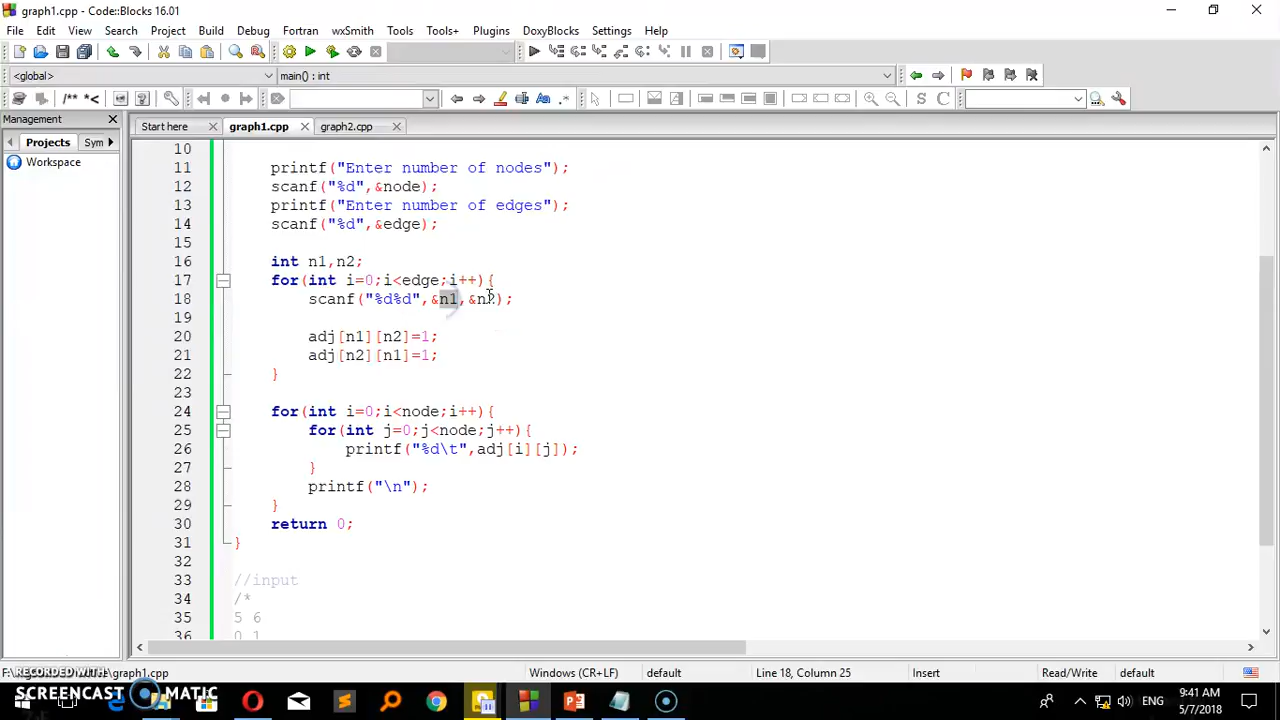 graph1.cpp - Code::Blocks 16.01
File Edit View Search Project Build Debug Fortran wxSmith Tools Tools+ Plugins DoxyBlocks Settings Help
<global> main() : int
/** *<
S C
Management
Projects Sym
Workspace
Start here graph1.cpp graph2.cpp
10
11 printf("Enter number of nodes");
12 scanf("%d",&node);
13 printf("Enter number of edges");
14 scanf("%d",&edge);
15
16 int n1,n2;
17 for(int i=0;i<edge;i++){
18 scanf("%d%d",&n1,&n2);
19
20 adj[n1][n2]=1;
21 adj[n2][n1]=1;
22 }
23
24 for(int i=0;i<node;i++){
25 for(int j=0;j<node;j++){
26 printf("%d\t",adj[i][j]);
27 }
28 printf("\n");
29 }
30 return 0;
31 }
32
33 //input
34 /*
35 5 6
36 0 1
\graph1.cpp Windows (CR+LF) default Line 18, Column 25 Insert Read/Write default
RECORDED WITH
SCREENCAST MATIC
ENG
9:41 AM
5/7/2018